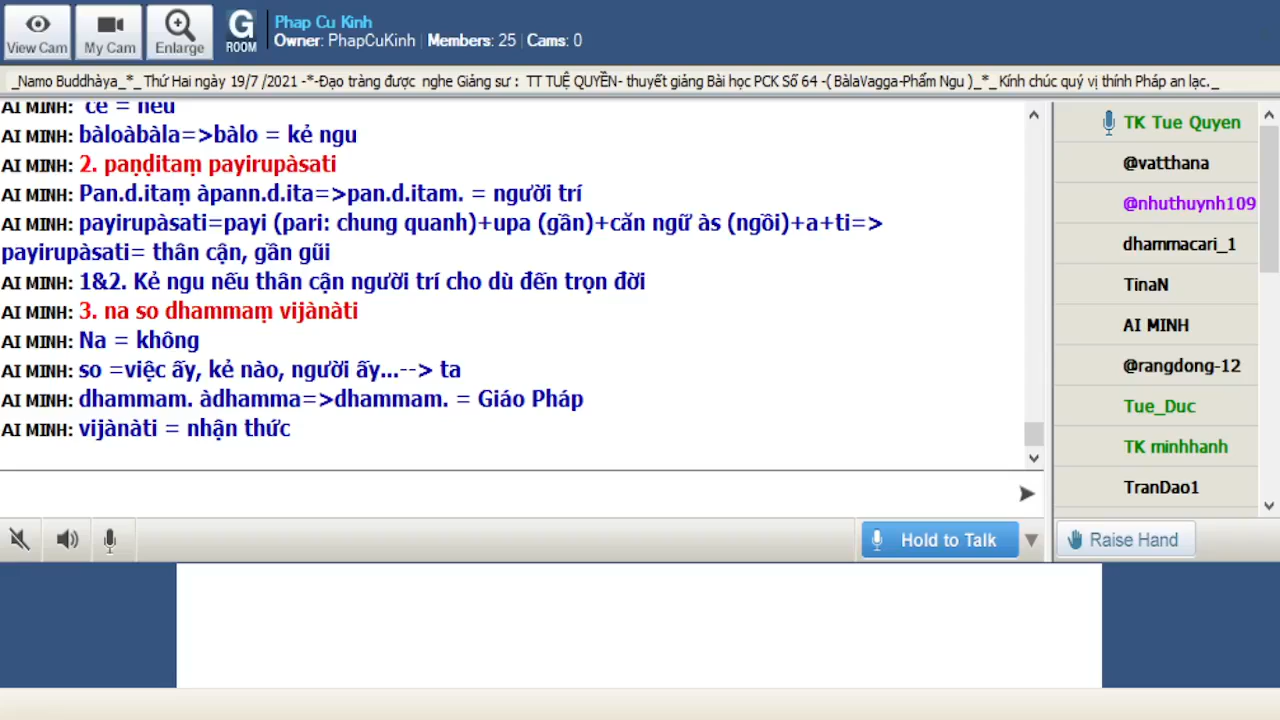 View Cam
My Cam
Enlarge
G
ROOM
Phap Cu Kinh
Owner: PhapCuKinh | Members: 25 | Cams: 0
_Namo Buddhàya_*_ Thứ Hai ngày 19/7 /2021 -*-Đạo tràng được nghe Giảng sư : TT TUỆ QUYỀN- thuyết giảng Bài học PCK Số 64 -( BàlaVagga-Phẩm Ngu )_*_ Kính chúc quý vị thính Pháp an lạc._
AI MINH: ce = nếu
AI MINH: bàloàbàla=>bàlo = kẻ ngu
AI MINH: 2. paṇḍitaṃ payirupàsati
AI MINH: Pan.d.itaṃ àpann.d.ita=>pan.d.itam. = người trí
AI MINH: payirupàsati=payi (pari: chung quanh)+upa (gần)+căn ngữ às (ngồi)+a+ti=>
payirupàsati= thân cận, gần gũi
AI MINH: 1&2. Kẻ ngu nếu thân cận người trí cho dù đến trọn đời
AI MINH: 3. na so dhammaṃ vijànàti
AI MINH: Na = không
AI MINH: so =việc ấy, kẻ nào, người ấy...--> ta
AI MINH: dhammam. àdhamma=>dhammam. = Giáo Pháp
AI MINH: vijànàti = nhận thức
TK Tue Quyen
@vatthana
@nhuthuynh109
dhammacari_1
TinaN
AI MINH
@rangdong-12
Tue_Duc
TK minhhanh
TranDao1
Hold to Talk
Raise Hand